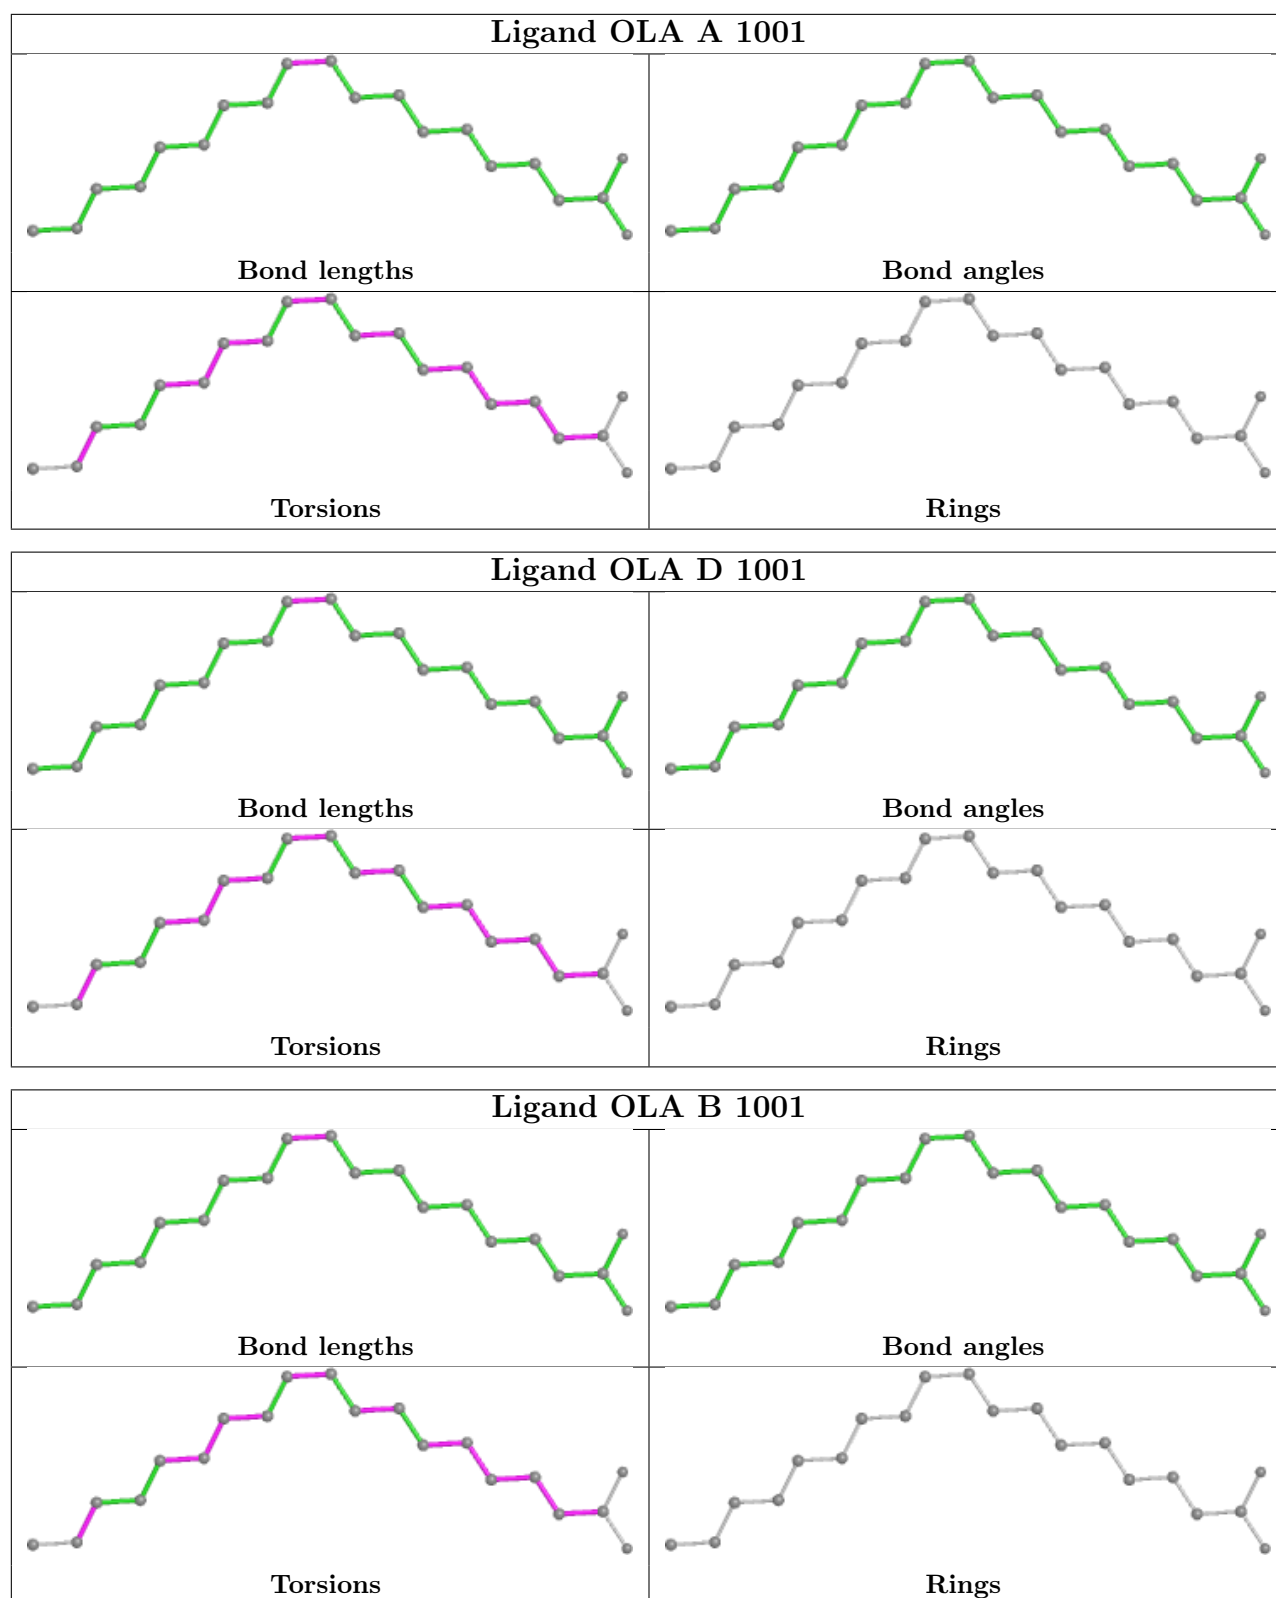 Ligand OLA A 1001
Bond lengths
Bond angles
Torsions
Rings
Ligand OLA D 1001
Bond lengths
Bond angles
Torsions
Rings
Ligand OLA B 1001
Bond lengths
Bond angles
Torsions
Rings